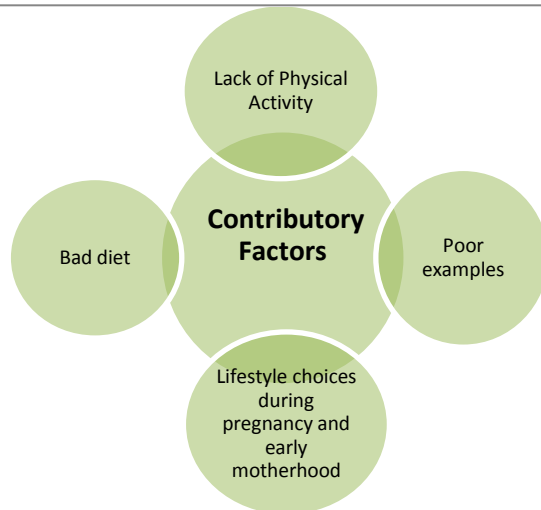 Lack of Physical
Activity
Contributory
Factors
Bad diet
Poor
examples
Lifestyle choices
during
pregnancy and
early
motherhood